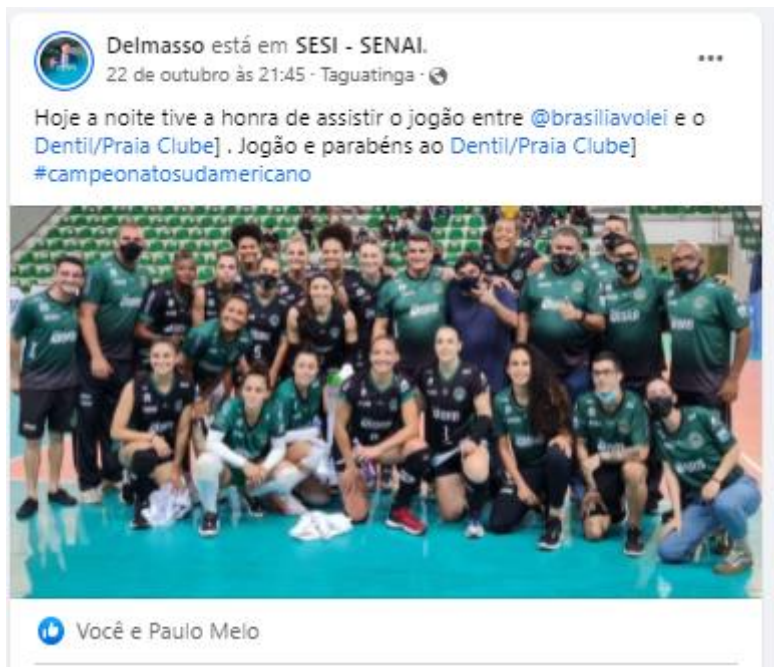 Delmasso está em SESI - SENAI.
22 de outubro às 21:45 · Taguatinga ·
Hoje a noite tive a honra de assistir o jogão entre @brasiliavolei e o
Dentil/Praia Clube] . Jogão e parabéns ao Dentil/Praia Clube]
#campeonatosudamericano
Você e Paulo Melo